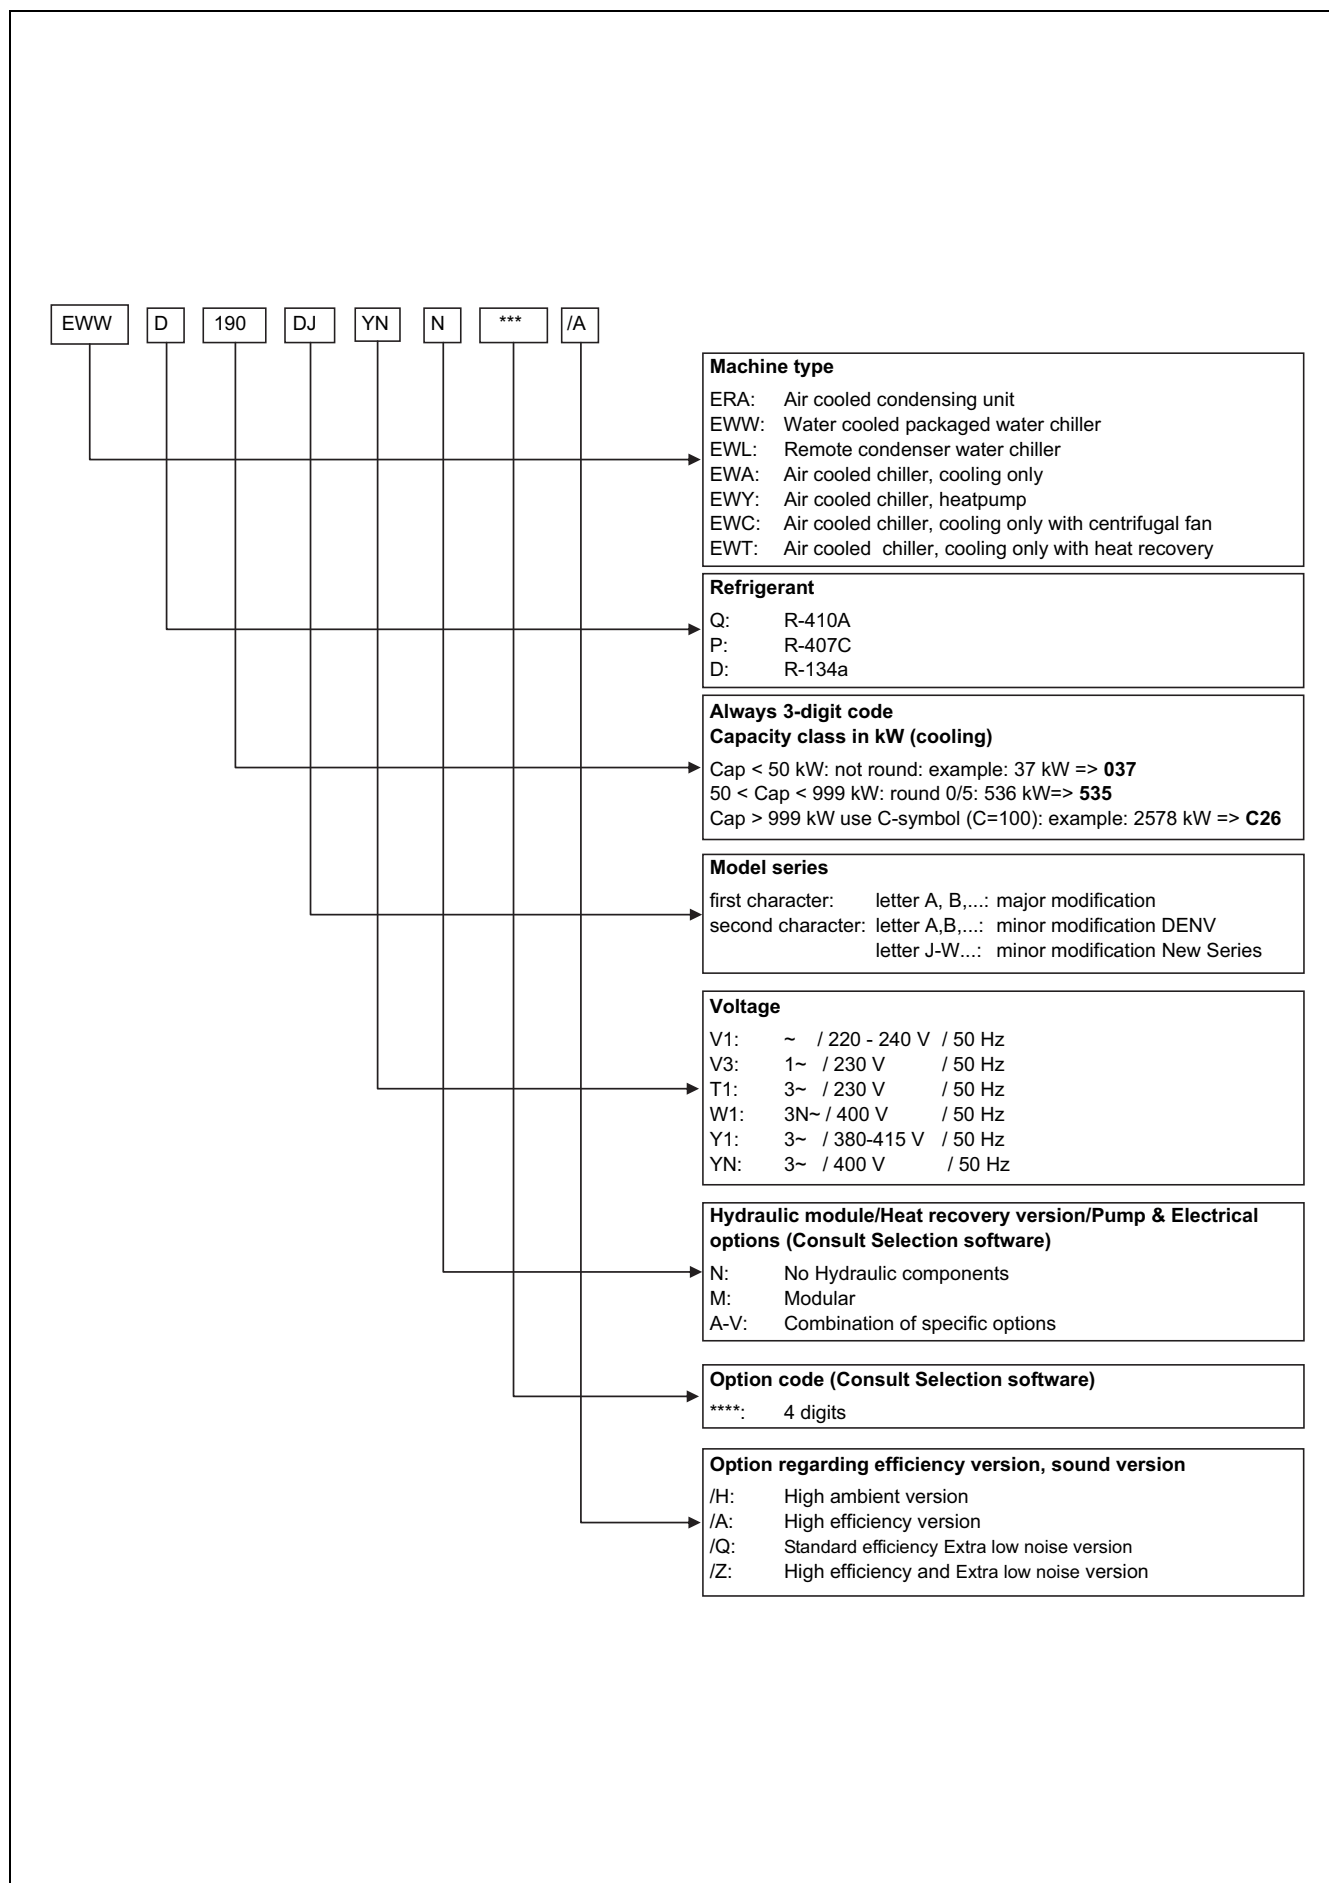 EWW D 190 DJ YN N *** /A
Machine type
ERA: Air cooled condensing unit
EWW: Water cooled packaged water chiller
EWL: Remote condenser water chiller
EWA: Air cooled chiller, cooling only
EWY: Air cooled chiller, heatpump
EWC: Air cooled chiller, cooling only with centrifugal fan
EWT: Air cooled chiller, cooling only with heat recovery
Refrigerant
Q: R-410A
P: R-407C
D: R-134a
Always 3-digit code
Capacity class in kW (cooling)
Cap < 50 kW: not round: example: 37 kW => 037
50 < Cap < 999 kW: round 0/5: 536 kW=> 535
Cap > 999 kW use C-symbol (C=100): example: 2578 kW => C26
Model series
first character: letter A, B,...: major modification
second character: letter A,B,...: minor modification DENV
letter J-W...: minor modification New Series
Voltage
V1: ~ / 220 - 240 V / 50 Hz
V3: 1~ / 230 V / 50 Hz
T1: 3~ / 230 V / 50 Hz
W1: 3N~ / 400 V / 50 Hz
Y1: 3~ / 380-415 V / 50 Hz
YN: 3~ / 400 V / 50 Hz
Hydraulic module/Heat recovery version/Pump & Electrical
options (Consult Selection software)
N: No Hydraulic components
M: Modular
A-V: Combination of specific options
Option code (Consult Selection software)
****: 4 digits
Option regarding efficiency version, sound version
/H: High ambient version
/A: High efficiency version
/Q: Standard efficiency Extra low noise version
/Z: High efficiency and Extra low noise version